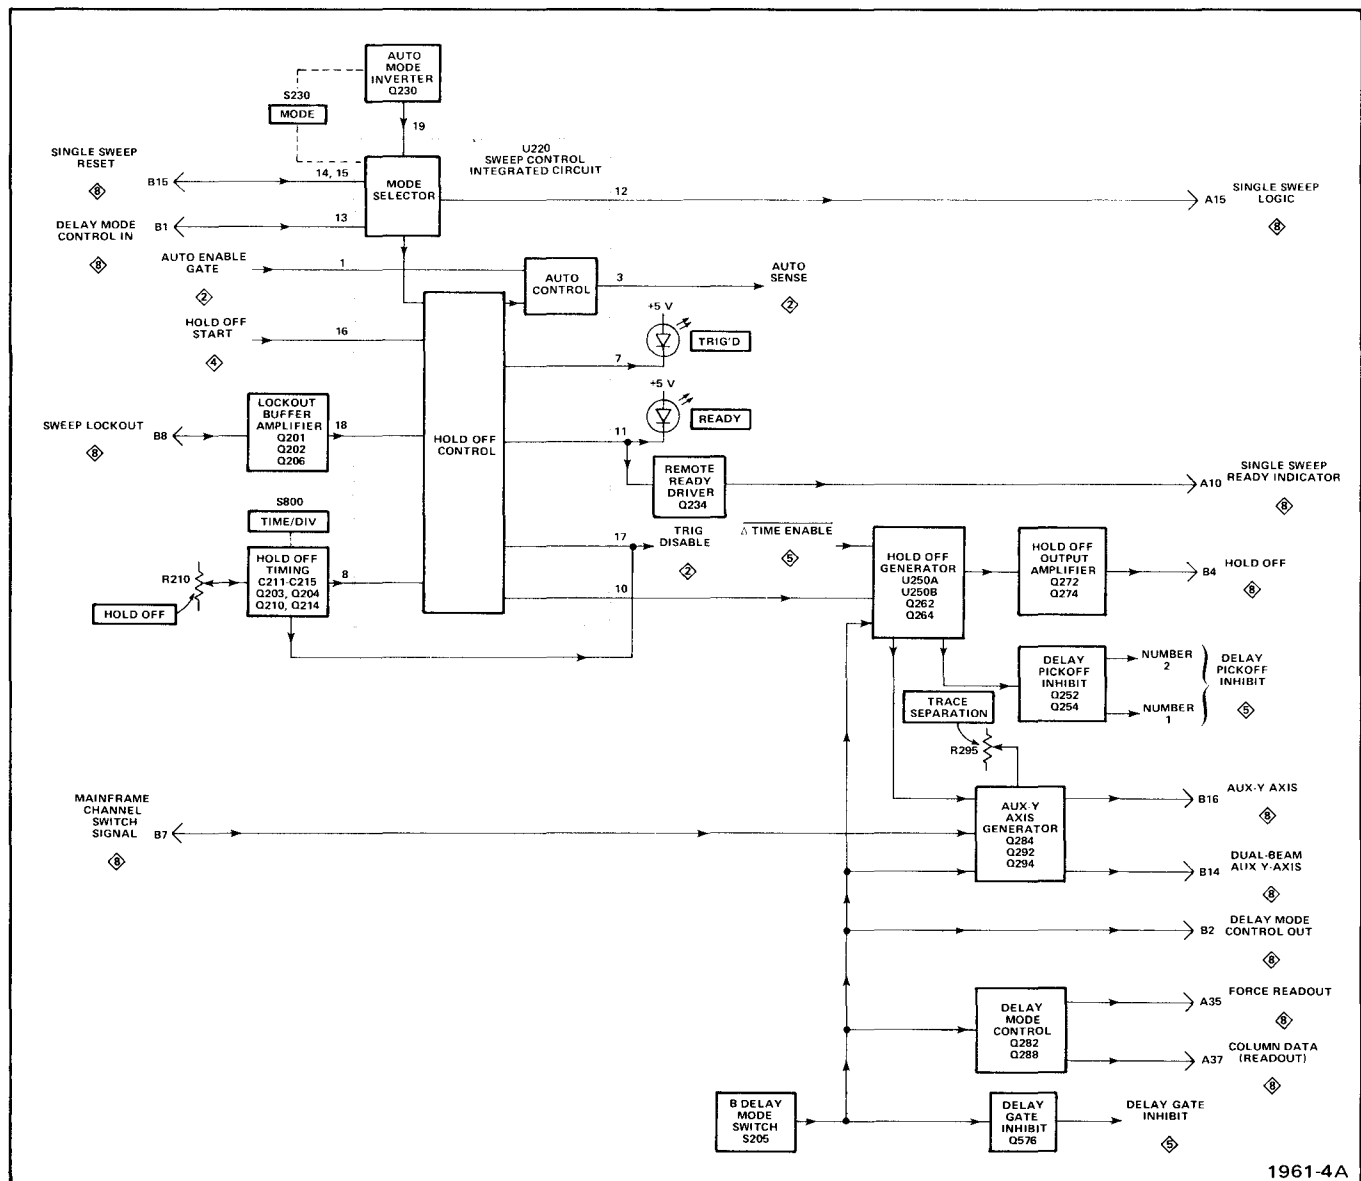 AUTO
MODE
INVERTER
Q230
S230
MODE
19
U220
SWEEP CONTROL
INTEGRATED CIRCUIT
SINGLE SWEEP
RESET
8
B15
14, 15
MODE
SELECTOR
12
A15
SINGLE SWEEP
LOGIC
8
DELAY MODE
CONTROL IN
8
B1
13
AUTO ENABLE
GATE
2
1
AUTO
CONTROL
3
AUTO
SENSE
2
HOLD OFF
START
4
16
+5 V
TRIG'D
7
+5 V
READY
11
SWEEP LOCKOUT
8
B8
LOCKOUT
BUFFER
AMPLIFIER
Q201
Q202
Q206
18
HOLD OFF
CONTROL
REMOTE
READY
DRIVER
Q234
A10
SINGLE SWEEP
READY INDICATOR
8
S800
TIME/DIV
HOLD OFF
TIMING
C211-C215
Q203, Q204
Q210, Q214
R210
HOLD OFF
8
17
TRIG
DISABLE
2
Δ TIME ENABLE
5
10
HOLD OFF
GENERATOR
U250A
U250B
Q262
Q264
HOLD OFF
OUTPUT
AMPLIFIER
Q272
Q274
B4
HOLD OFF
8
DELAY
PICKOFF
INHIBIT
Q252
Q254
NUMBER
2
NUMBER
1
DELAY
PICKOFF
INHIBIT
5
TRACE
SEPARATION
R295
MAINFRAME
CHANNEL
SWITCH
SIGNAL
8
B7
AUX-Y
AXIS
GENERATOR
Q284
Q292
Q294
B16
AUX-Y AXIS
8
B14
DUAL-BEAM
AUX Y-AXIS
8
B2
DELAY MODE
CONTROL OUT
8
DELAY
MODE
CONTROL
Q282
Q288
A35
FORCE READOUT
8
A37
COLUMN DATA
(READOUT)
8
B DELAY
MODE
SWITCH
S205
DELAY
GATE
INHIBIT
Q576
DELAY GATE
INHIBIT
5
1961-4A